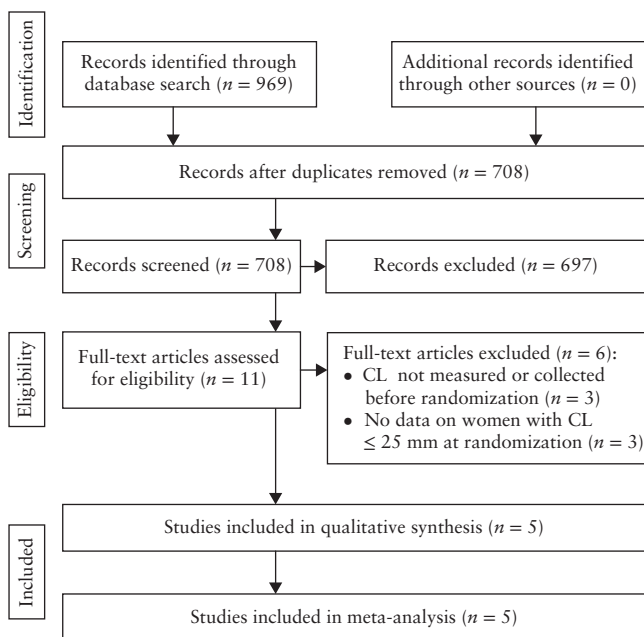 Identification
Records identified through
database search (n = 969)
Additional records identified
through other sources (n = 0)
Records after duplicates removed (n = 708)
Screening
Records screened (n = 708)
Records excluded (n = 697)
Eligibility
Full-text articles assessed
for eligibility (n = 11)
Full-text articles excluded (n = 6):
• CL not measured or collected
before randomization (n = 3)
• No data on women with CL
≤ 25 mm at randomization (n = 3)
Included
Studies included in qualitative synthesis (n = 5)
Studies included in meta-analysis (n = 5)